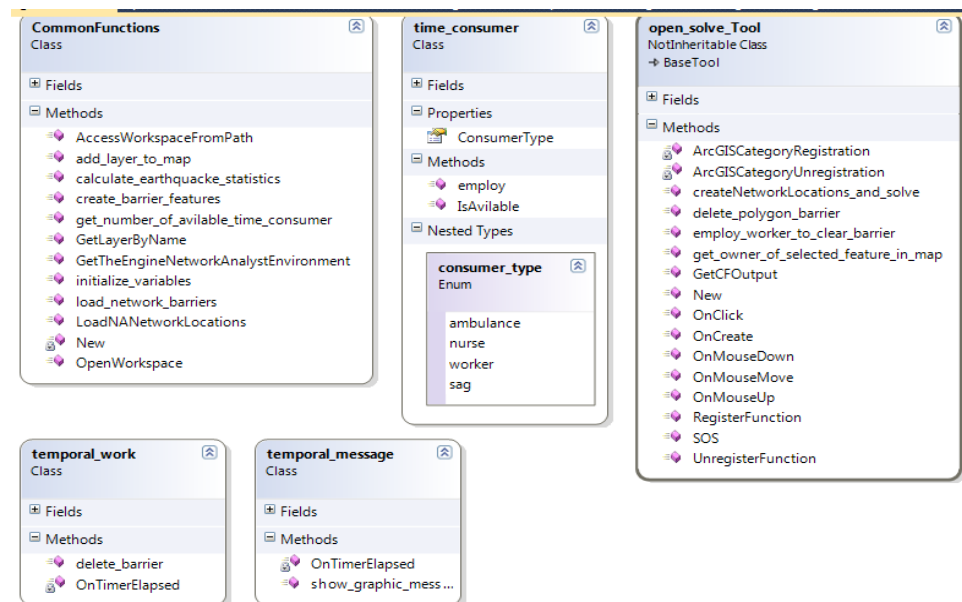 CommonFunctions
Class
Fields
Methods
AccessWorkspaceFromPath
add_layer_to_map
calculate_earthquacke_statistics
create_barrier_features
get_number_of_avilable_time_consumer
GetLayerByName
GetTheEngineNetworkAnalystEnvironment
initialize_variables
load_network_barriers
LoadNANetworkLocations
New
OpenWorkspace
time_consumer
Class
Fields
Properties
ConsumerType
Methods
employ
IsAvilable
Nested Types
consumer_type
Enum
ambulance
nurse
worker
sag
open_solve_Tool
NotInheritable Class
BaseTool
Fields
Methods
ArcGISCategoryRegistration
ArcGISCategoryUnregistration
createNetworkLocations_and_solve
delete_polygon_barrier
employ_worker_to_clear_barrier
get_owner_of_selected_feature_in_map
GetCFOutput
New
OnClick
OnCreate
OnMouseDown
OnMouseMove
OnMouseUp
RegisterFunction
SOS
UnregisterFunction
temporal_work
Class
Fields
Methods
delete_barrier
OnTimerElapsed
temporal_message
Class
Fields
Methods
OnTimerElapsed
show_graphic_mess...